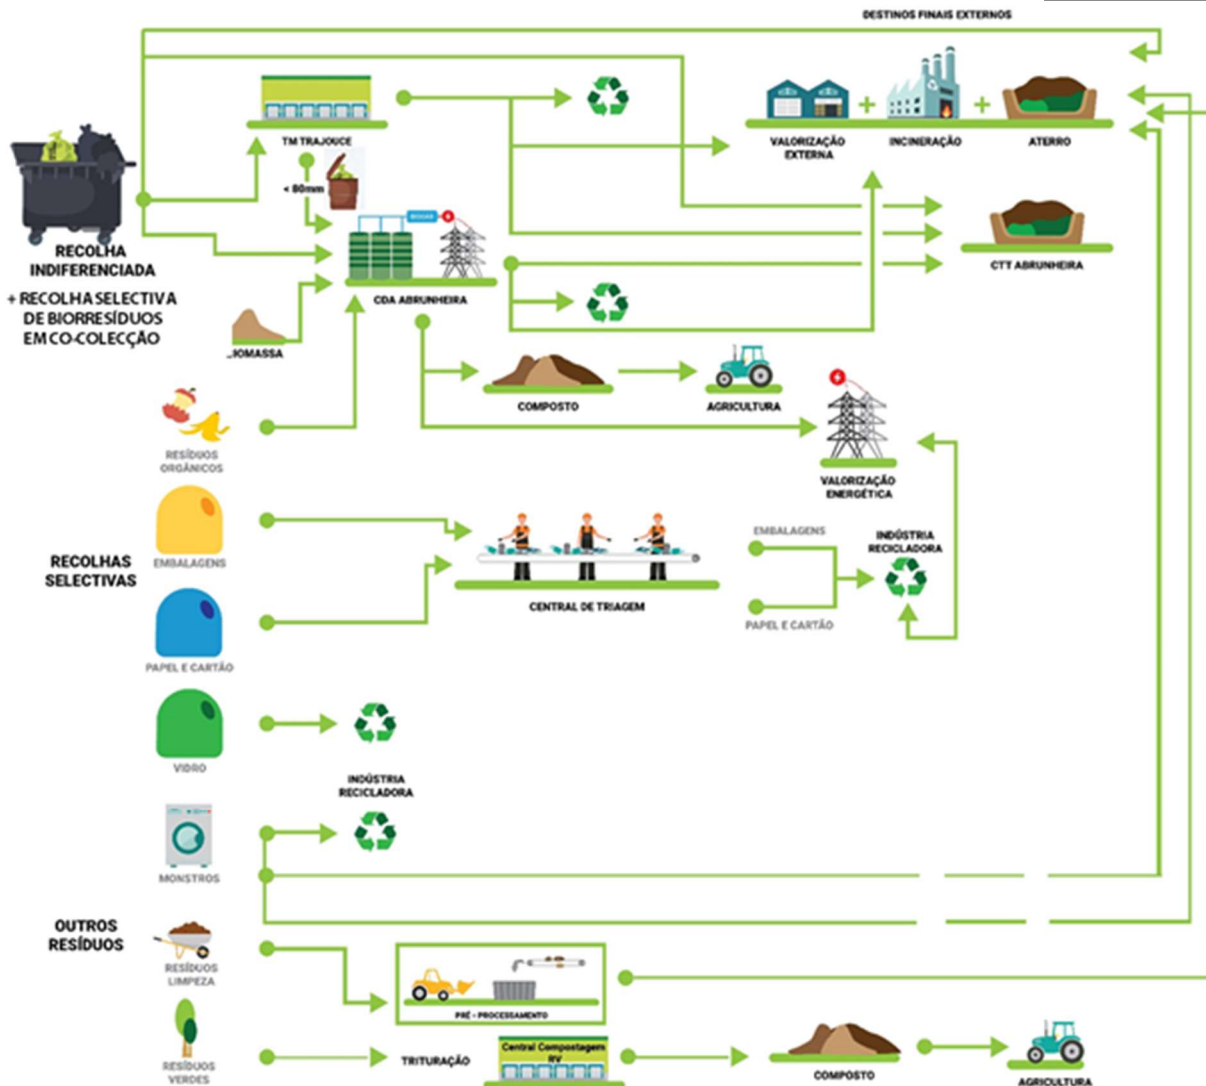 DESTINOS FINAIS EXTERNOS
TM TRAJOUCE
VALORIZAÇÃO
EXTERNA
INCINERAÇÃO
ATERRO
< 80mm
BIOGÁS
RECOLHA
INDIFERENCIADA
+ RECOLHA SELECTIVA
DE BIORRESÍDUOS
EM CO-COLECÇÃO
CDA ABRUNHEIRA
CTT ABRUNHEIRA
IOMASSA
COMPOSTO
AGRICULTURA
RESÍDUOS
ORGÂNICOS
VALORIZAÇÃO
ENERGÉTICA
RECOLHAS
SELECTIVAS
EMBALAGENS
CENTRAL DE TRIAGEM
EMBALAGENS
PAPEL E CARTÃO
INDÚSTRIA
RECICLADORA
PAPEL E CARTÃO
VIDRO
INDÚSTRIA
RECICLADORA
MONSTROS
OUTROS
RESÍDUOS
RESÍDUOS
LIMPEZA
PRÉ - PROCESSAMENTO
RESÍDUOS
VERDES
TRITURAÇÃO
Central Compostagem
RV
COMPOSTO
AGRICULTURA